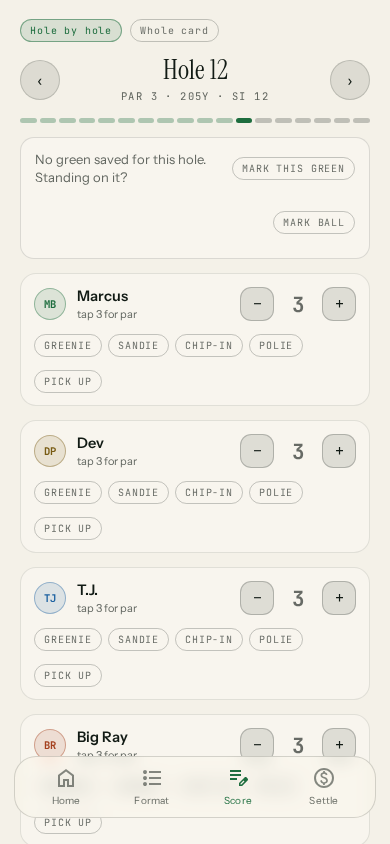 Hole by hole
Whole card
‹
Hole 12
›
PAR 3 · 205Y · SI 12
No green saved for this hole.
Standing on it?
MARK THIS GREEN
MARK BALL
MB
Marcus
tap 3 for par
− 3 +
GREENIE SANDIE CHIP-IN POLIE
PICK UP
DP
Dev
tap 3 for par
− 3 +
GREENIE SANDIE CHIP-IN POLIE
PICK UP
TJ
T.J.
tap 3 for par
− 3 +
GREENIE SANDIE CHIP-IN POLIE
PICK UP
BR
Big Ray
tap 3 for par
− 3 +
PICK UP
Home Format Score Settle